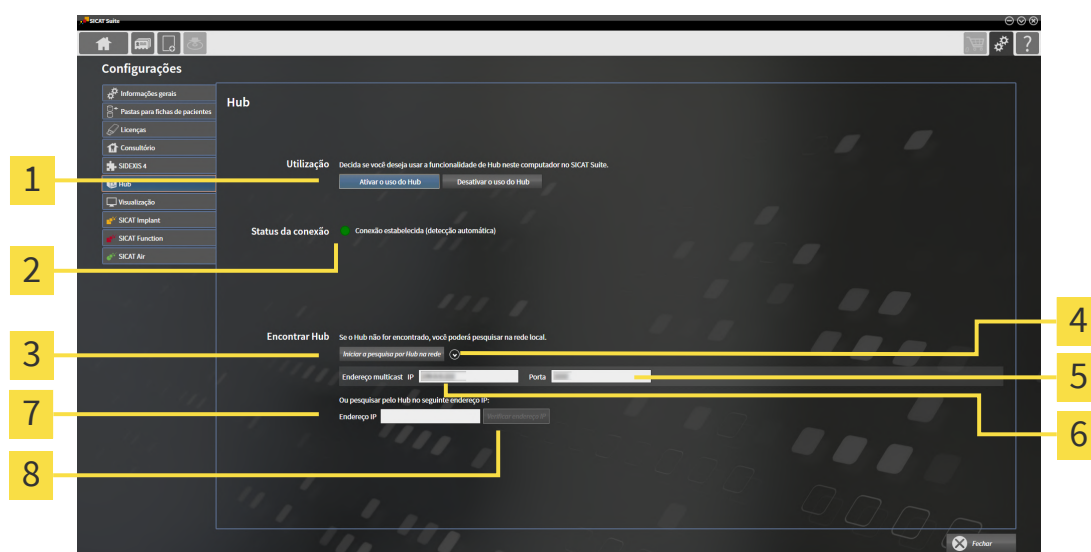 SICAT Suite
?
Configurações
Informações gerais
Pastas para fichas de pacientes
Licenças
Consultório
SIDEXIS 4
Hub
Visualização
SICAT Implant
SICAT Function
SICAT Air
Hub
Utilização
Decida se você deseja usar a funcionalidade de Hub neste computador no SICAT Suite.
Ativar o uso do Hub
Desativar o uso do Hub
Status da conexão
Conexão estabelecida (detecção automática)
Encontrar Hub
Se o Hub não for encontrado, você poderá pesquisar na rede local.
Iniciar a pesquisa por Hub na rede
Endereço multicast IP
Porta
Ou pesquisar pelo Hub no seguinte endereço IP:
Endereço IP
Verificar endereço IP
Fechar
1
2
3
4
5
6
7
8